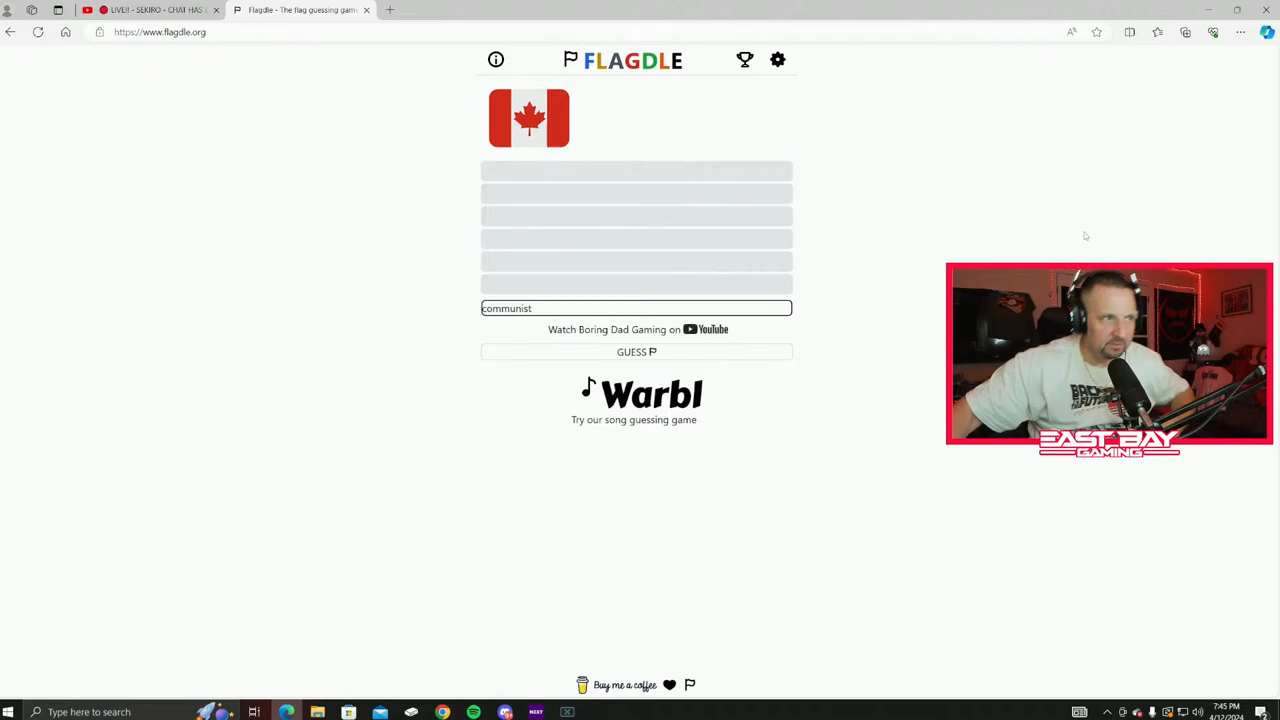 LIVE!! - SEKIRO - CHAT HAS
Flagdle - The flag guessing gam
https://www.flagdle.org
FLAGDLE
communist
Watch Boring Dad Gaming on YouTube
GUESS
Warbl
Try our song guessing game
EAST BAY
GAMING
Buy me a coffee
Type here to search
NZXT
7:45 PM
4/12/2024